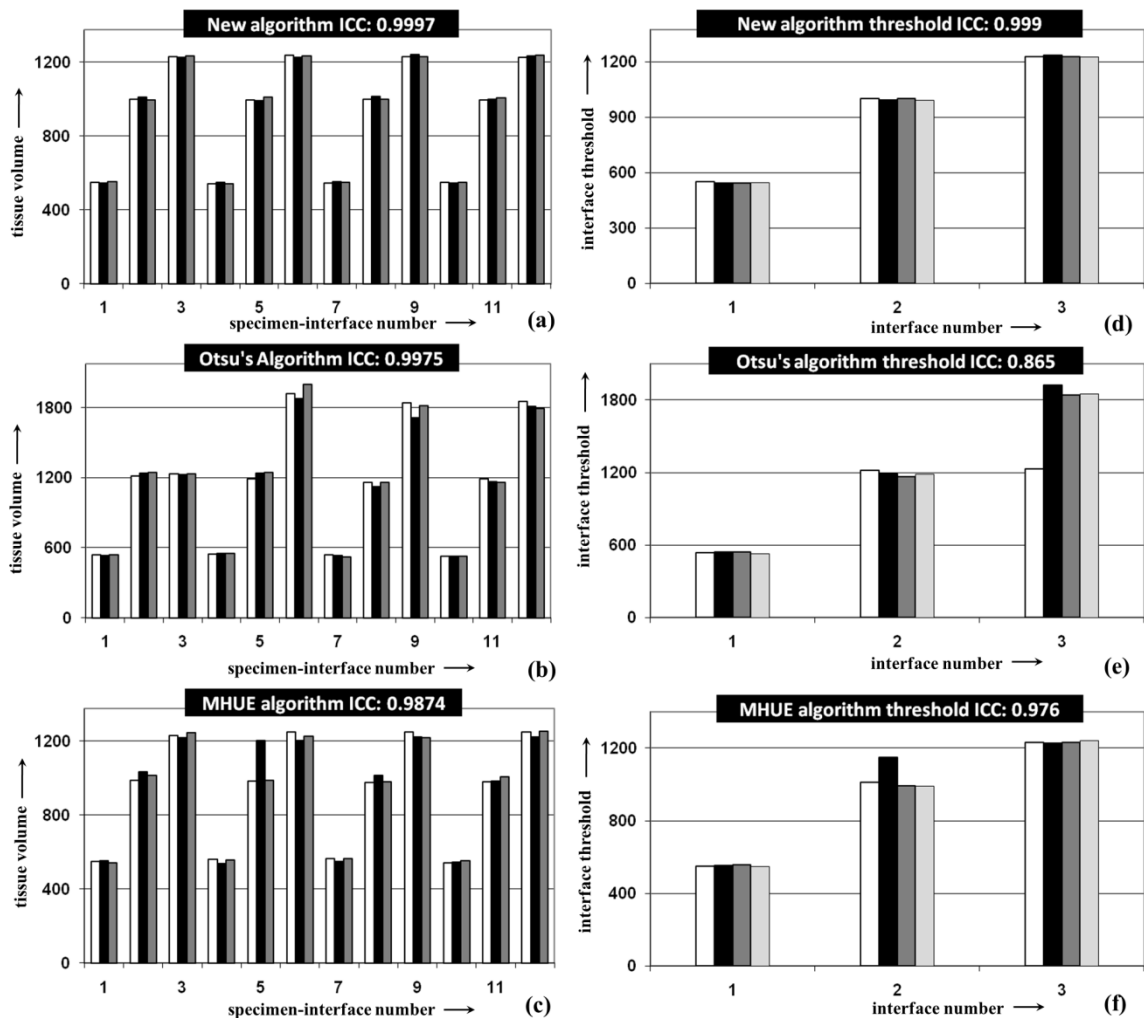 New algorithm ICC: 0.9997
tissue volume
1200
800
400
0
1 3 5 7 9 11
specimen-interface number
(a)
New algorithm threshold ICC: 0.999
interface threshold
1200
900
600
300
0
1 2 3
interface number
(d)
Otsu's Algorithm ICC: 0.9975
tissue volume
1800
1200
600
0
1 3 5 7 9 11
specimen-interface number
(b)
Otsu's algorithm threshold ICC: 0.865
interface threshold
1800
1200
600
0
1 2 3
interface number
(e)
MHUE algorithm ICC: 0.9874
tissue volume
1200
800
400
0
1 3 5 7 9 11
specimen-interface number
(c)
MHUE algorithm threshold ICC: 0.976
interface threshold
1200
800
400
0
1 2 3
interface number
(f)